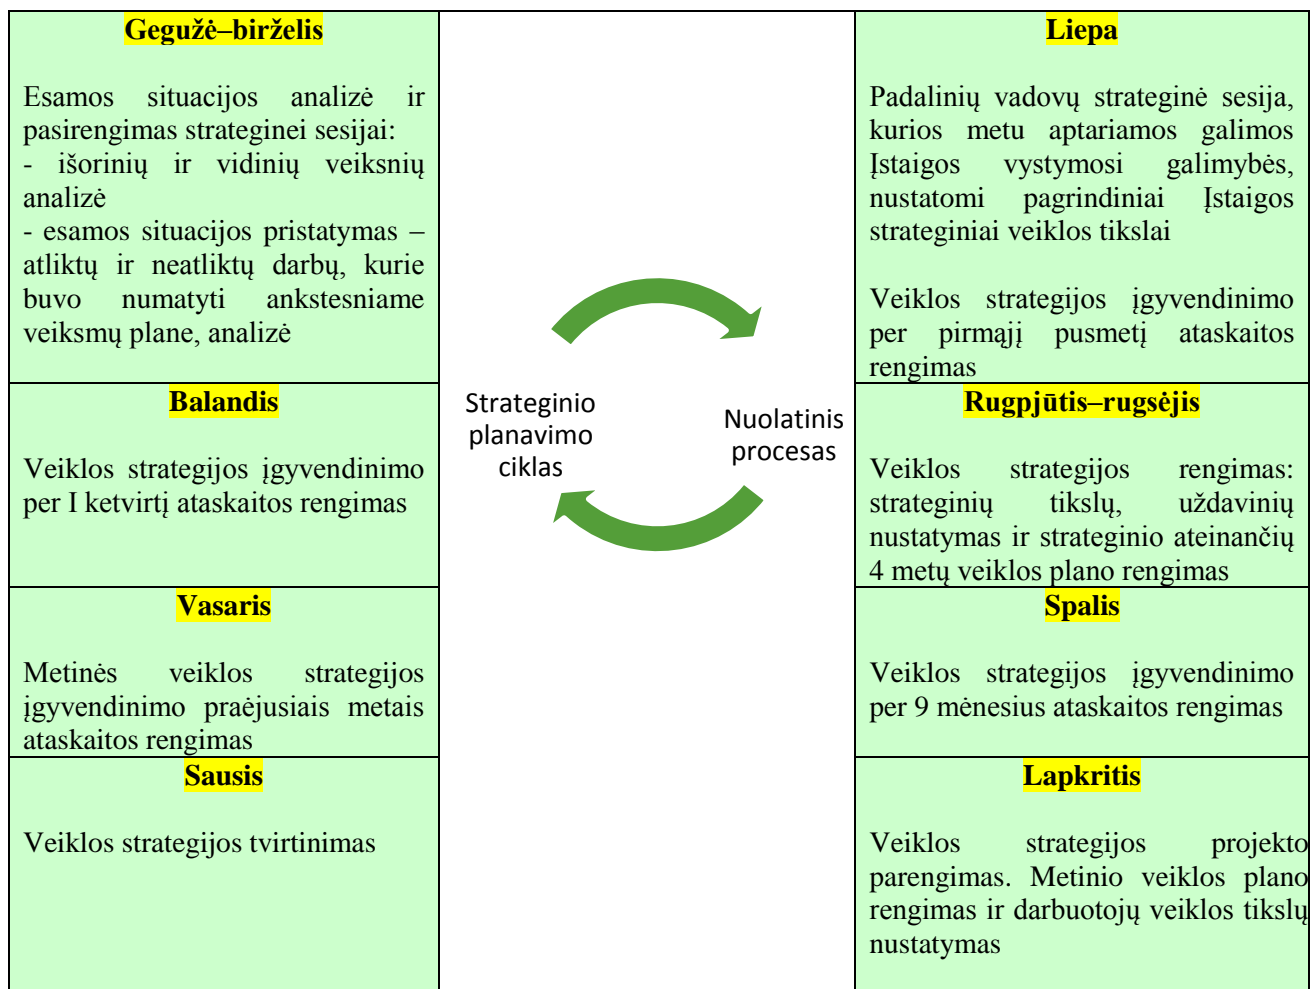 Gegužė–birželis
Esamos situacijos analizė ir
pasirengimas strateginei sesijai:
- išorinių ir vidinių veiksnių
analizė
- esamos situacijos pristatymas –
atliktų ir neatliktų darbų, kurie
buvo numatyti ankstesniame
veiksmų plane, analizė
Balandis
Veiklos strategijos įgyvendinimo
per I ketvirtį ataskaitos rengimas
Vasaris
Metinės veiklos strategijos
įgyvendinimo praėjusiais metais
ataskaitos rengimas
Sausis
Veiklos strategijos tvirtinimas
Strateginio
planavimo
ciklas
Nuolatinis
procesas
Liepa
Padalinių vadovų strateginė sesija,
kurios metu aptariamos galimos
Įstaigos vystymosi galimybės,
nustatomi pagrindiniai Įstaigos
strateginiai veiklos tikslai
Veiklos strategijos įgyvendinimo
per pirmąjį pusmetį ataskaitos
rengimas
Rugpjūtis–rugsėjis
Veiklos strategijos rengimas:
strateginių tikslų, uždavinių
nustatymas ir strateginio ateinančių
4 metų veiklos plano rengimas
Spalis
Veiklos strategijos įgyvendinimo
per 9 mėnesius ataskaitos rengimas
Lapkritis
Veiklos strategijos projekto
parengimas. Metinio veiklos plano
rengimas ir darbuotojų veiklos tikslų
nustatymas